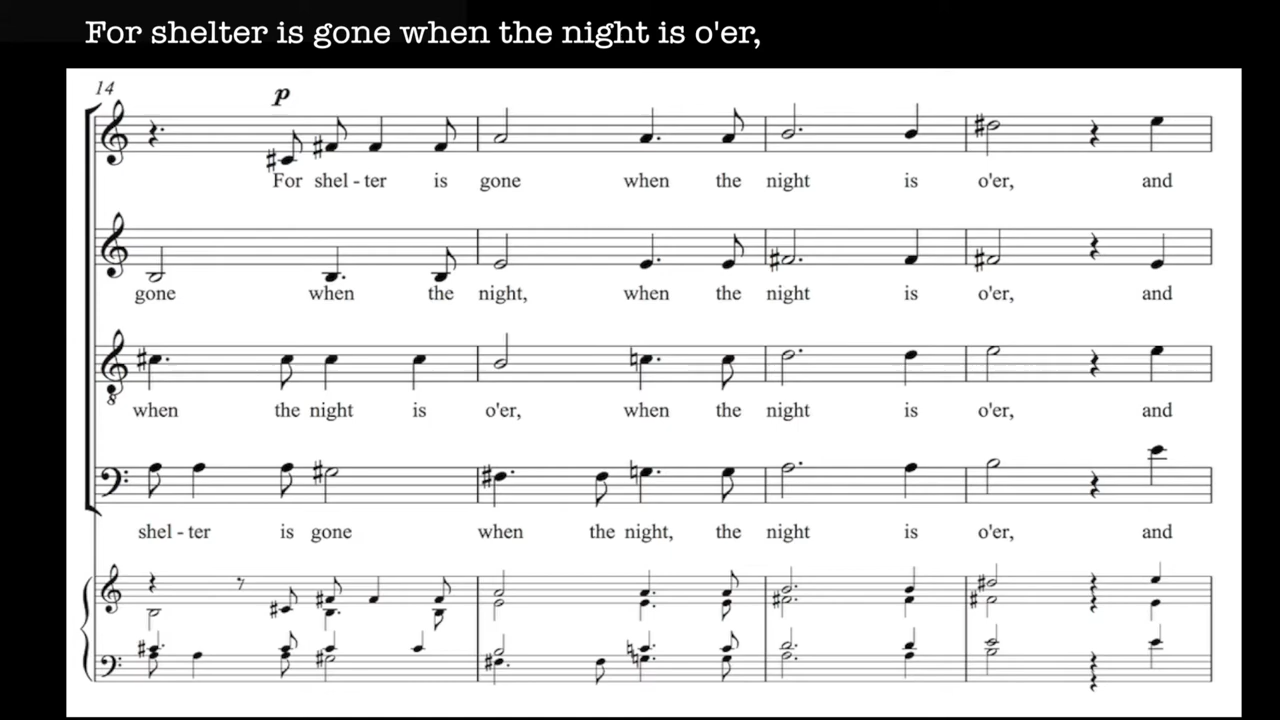 For shelter is gone when the night is o'er,
14
p
For shel - ter is gone when the night is o'er, and
gone when the night, when the night is o'er, and
8
when the night is o'er, when the night is o'er, and
shel - ter is gone when the night, the night is o'er, and